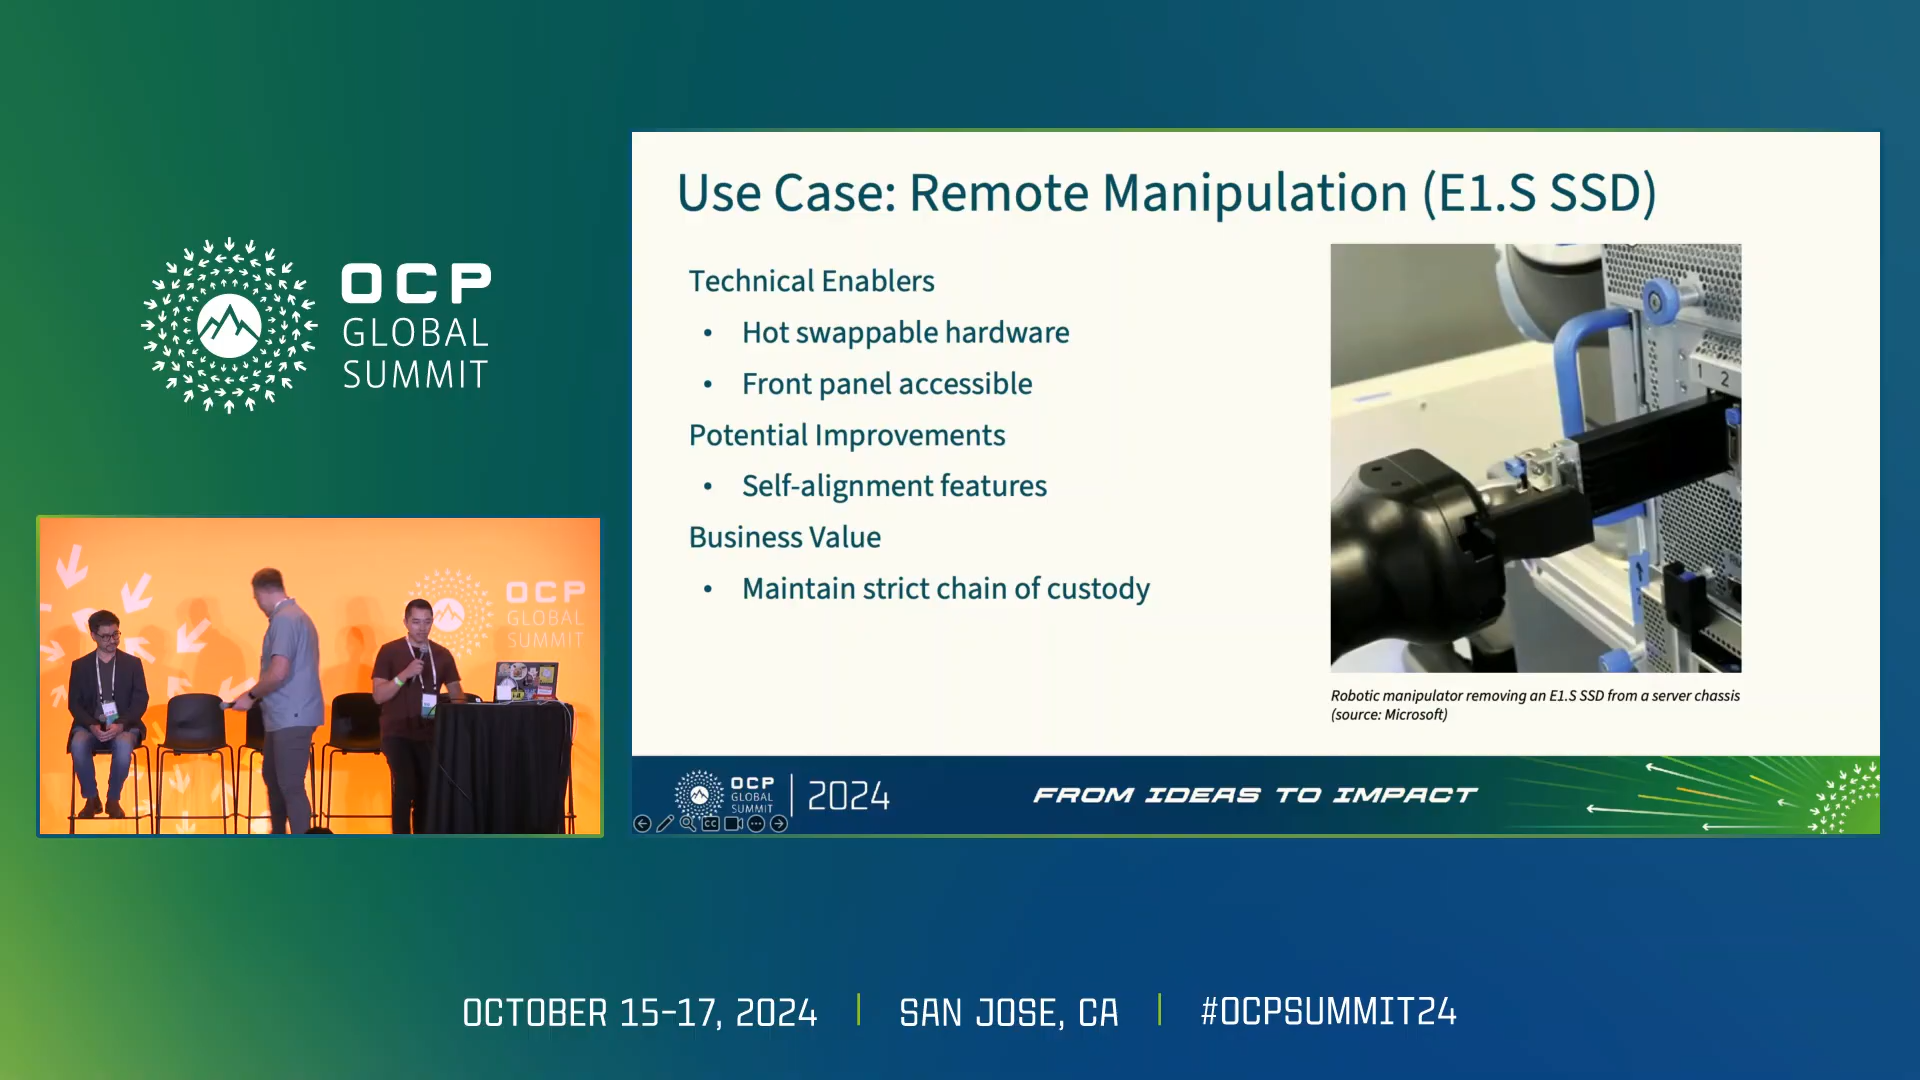 OCP
GLOBAL
SUMMIT
Use Case: Remote Manipulation (E1.S SSD)
Technical Enablers
• Hot swappable hardware
• Front panel accessible
Potential Improvements
• Self-alignment features
Business Value
• Maintain strict chain of custody
1 2
Robotic manipulator removing an E1.S SSD from a server chassis
(source: Microsoft)
OCP
GLOBAL
SUMMIT
OCP
GLOBAL
SUMMIT
2024
FROM IDEAS TO IMPACT
CC
OCTOBER 15-17, 2024 | SAN JOSE, CA | #OCPSUMMIT24